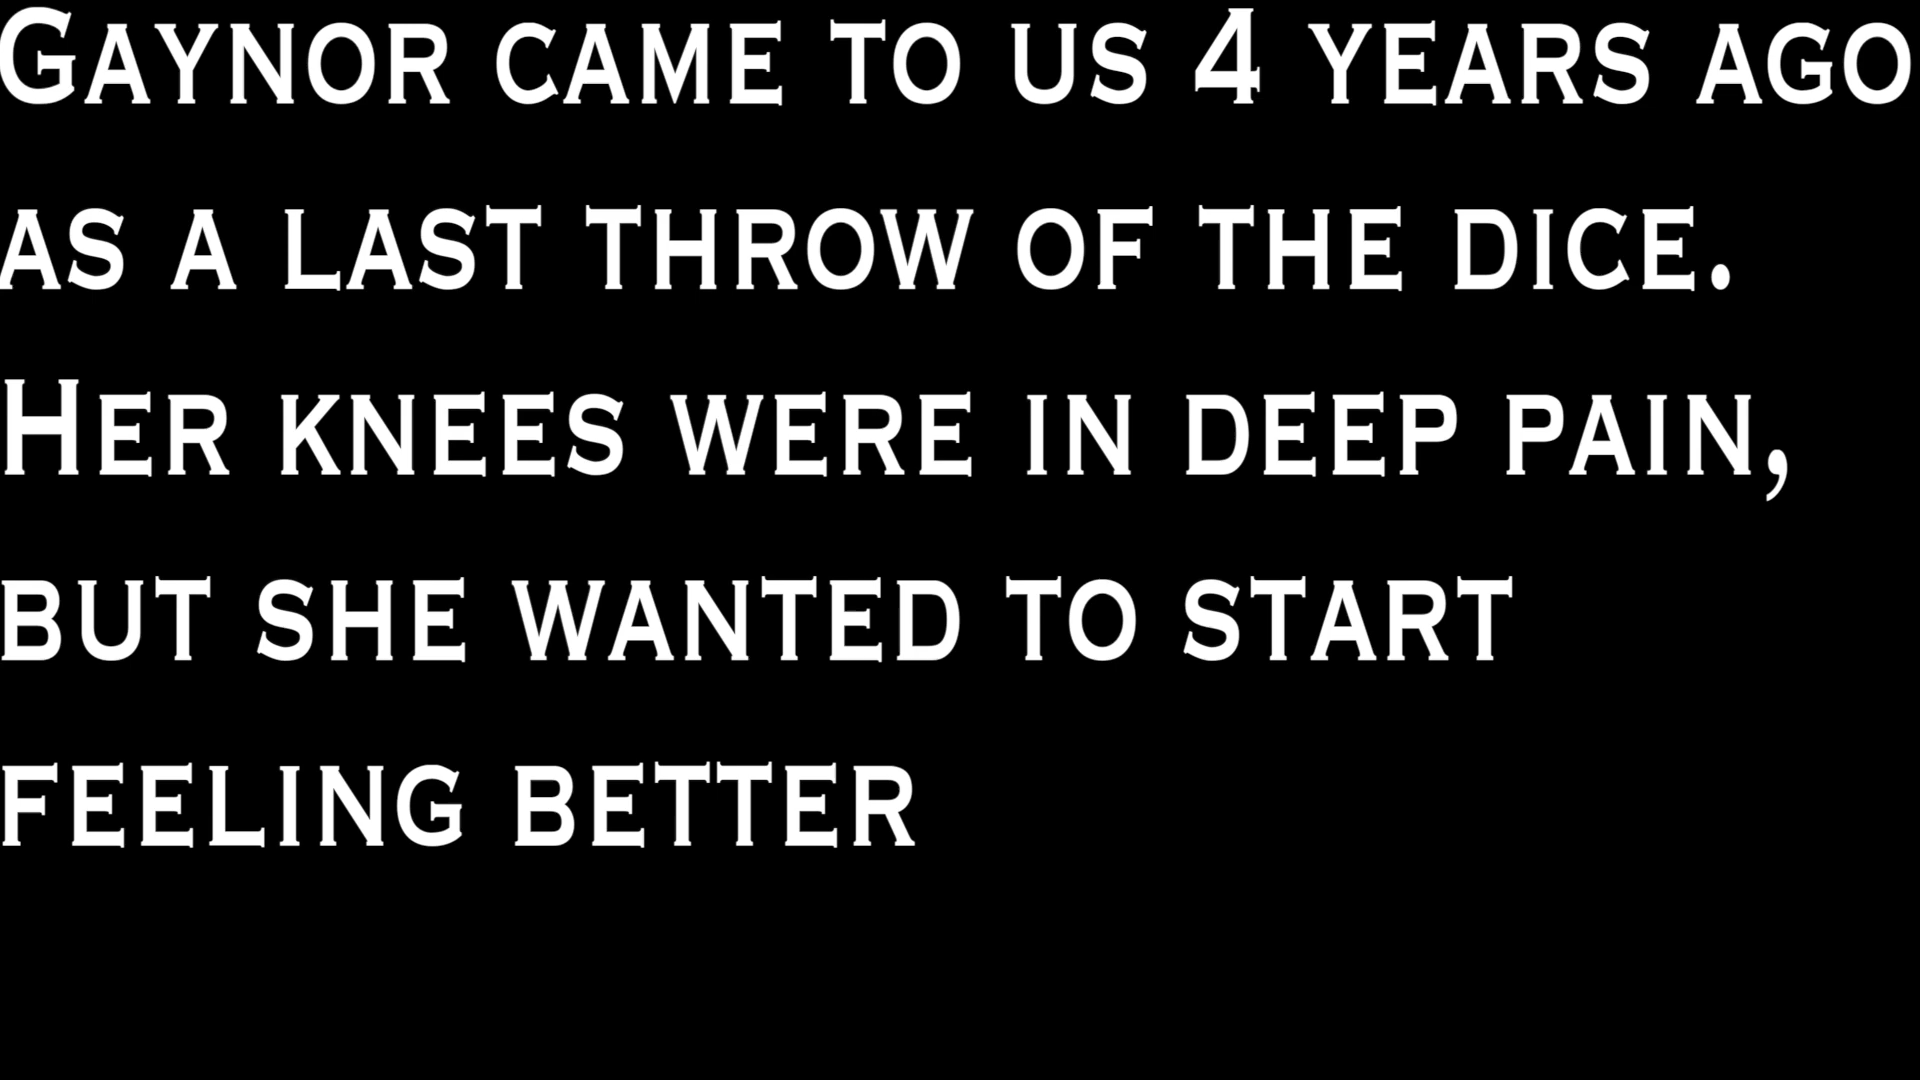 Gaynor came to us 4 years ago
as a last throw of the dice.
Her knees were in deep pain,
but she wanted to start
feeling better